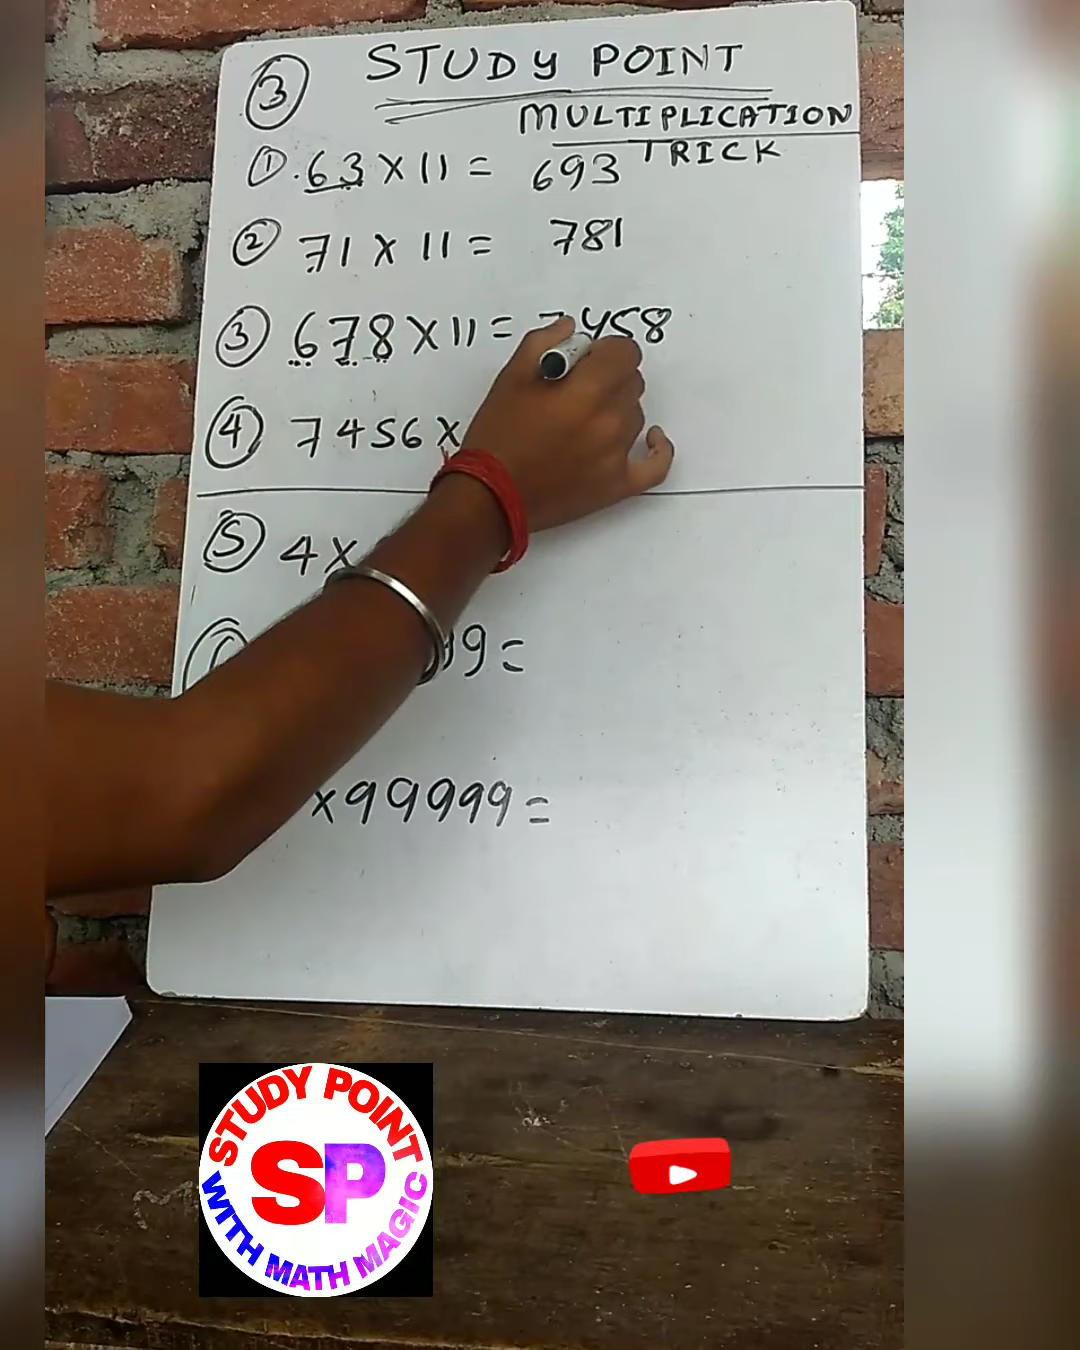 3 STUDY POINT
MULTIPLICATION
TRICK
1 63 X 11 = 693
2 71 X 11 = 781
3 678 X 11 = 7458
4 7456 X
5 4 X
99 =
X 99999 =
STUDY POINT
SP
WITH MATH MAGIC